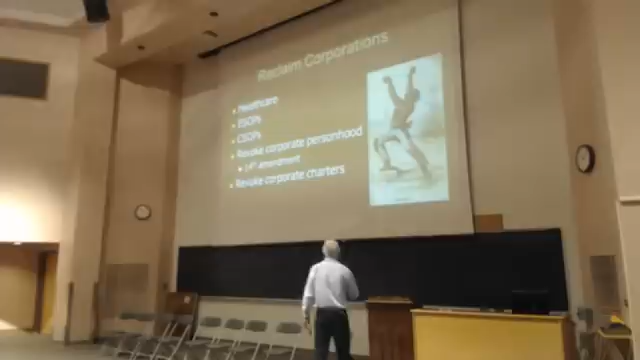 Reclaim Corporations
Healthcare
ESOPs
CSOPs
Revoke corporate personhood
14th Amendment
Revoke corporate charters